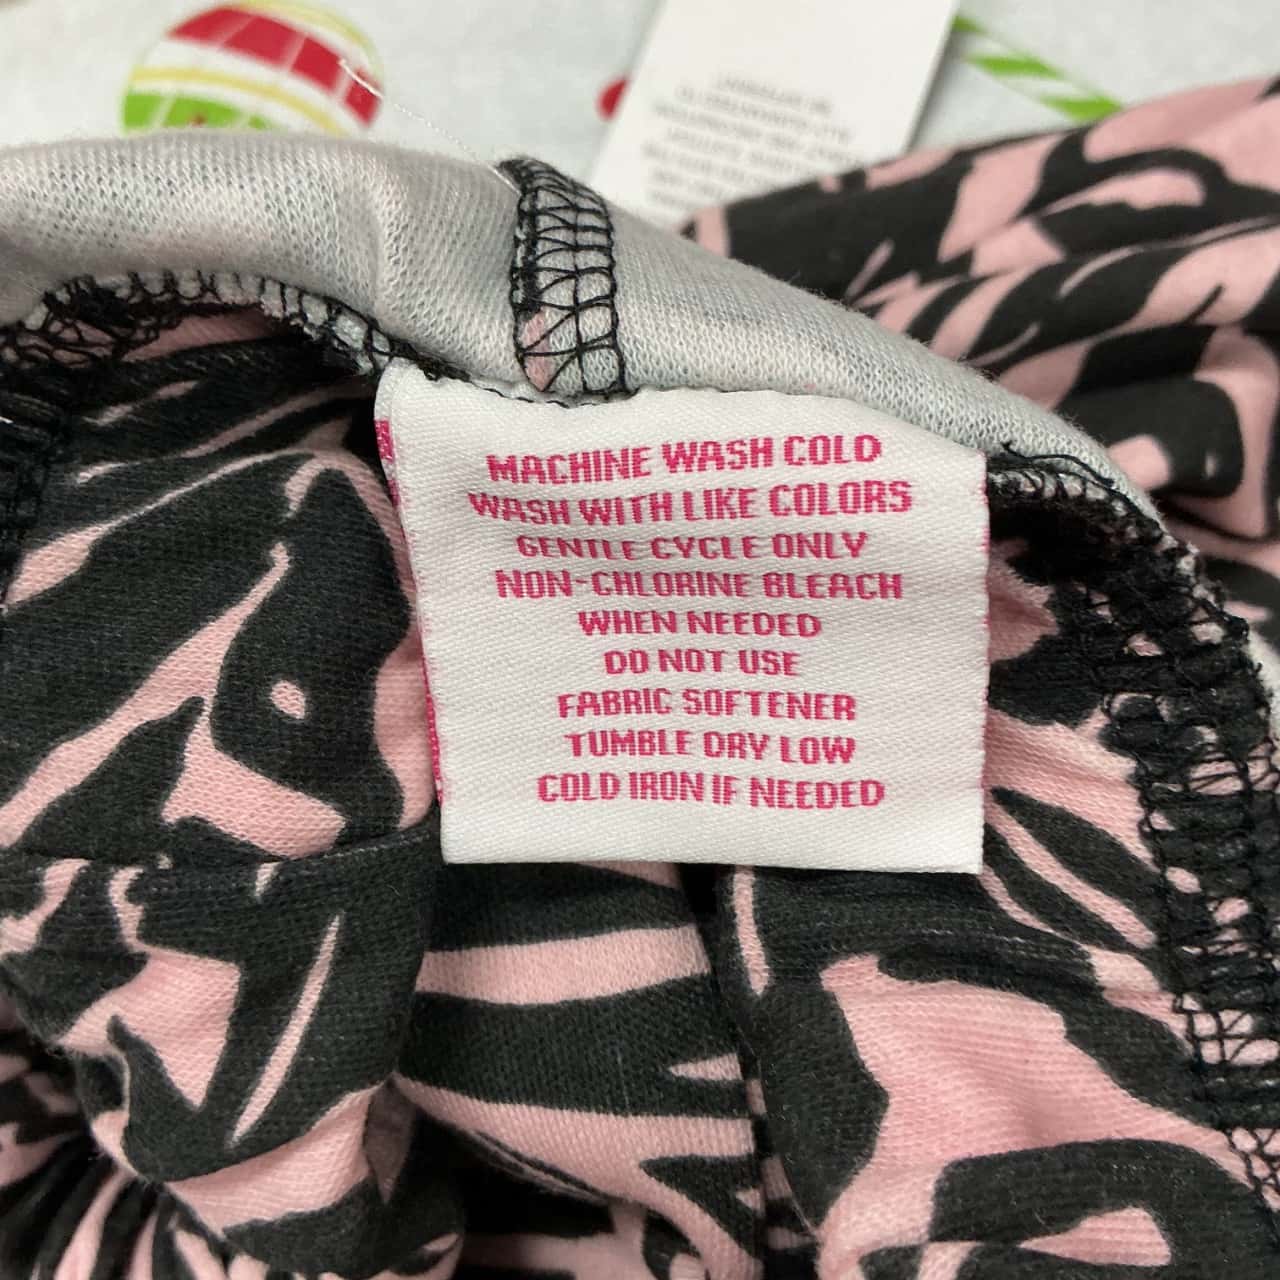 MACHINE WASH COLD
WASH WITH LIKE COLORS
GENTLE CYCLE ONLY
NON-CHLORINE BLEACH
WHEN NEEDED
DO NOT USE
FABRIC SOFTENER
TUMBLE DRY LOW
COLD IRON IF NEEDED